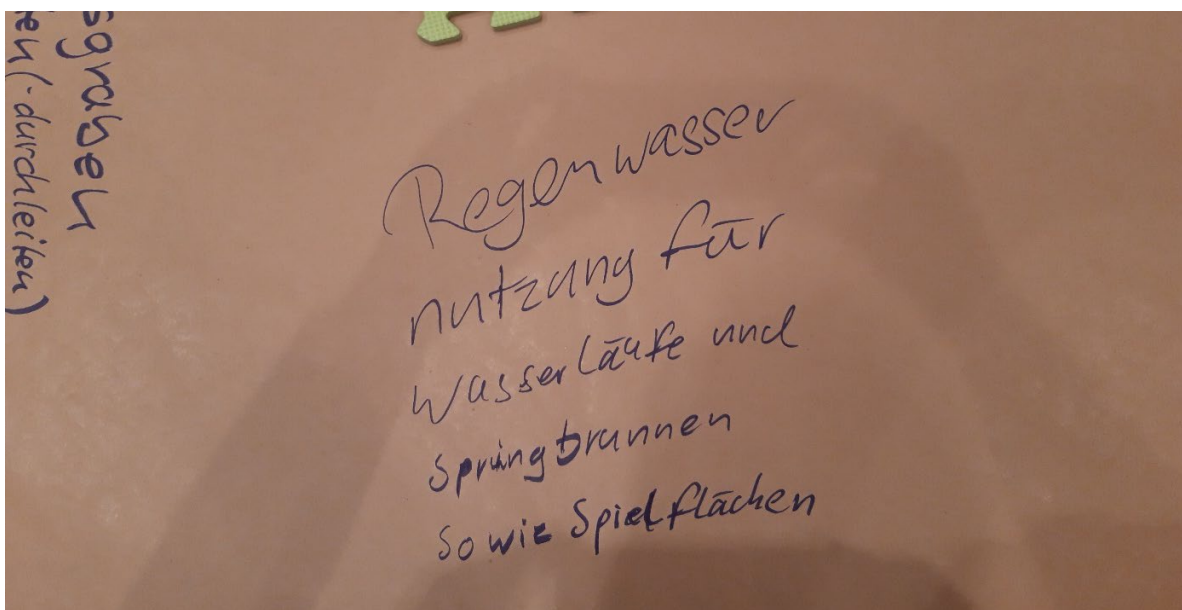 Regenwasser
nutzung für
Wasserläufe und
Springbrunnen
sowie Spielflächen
(-durchleiten)